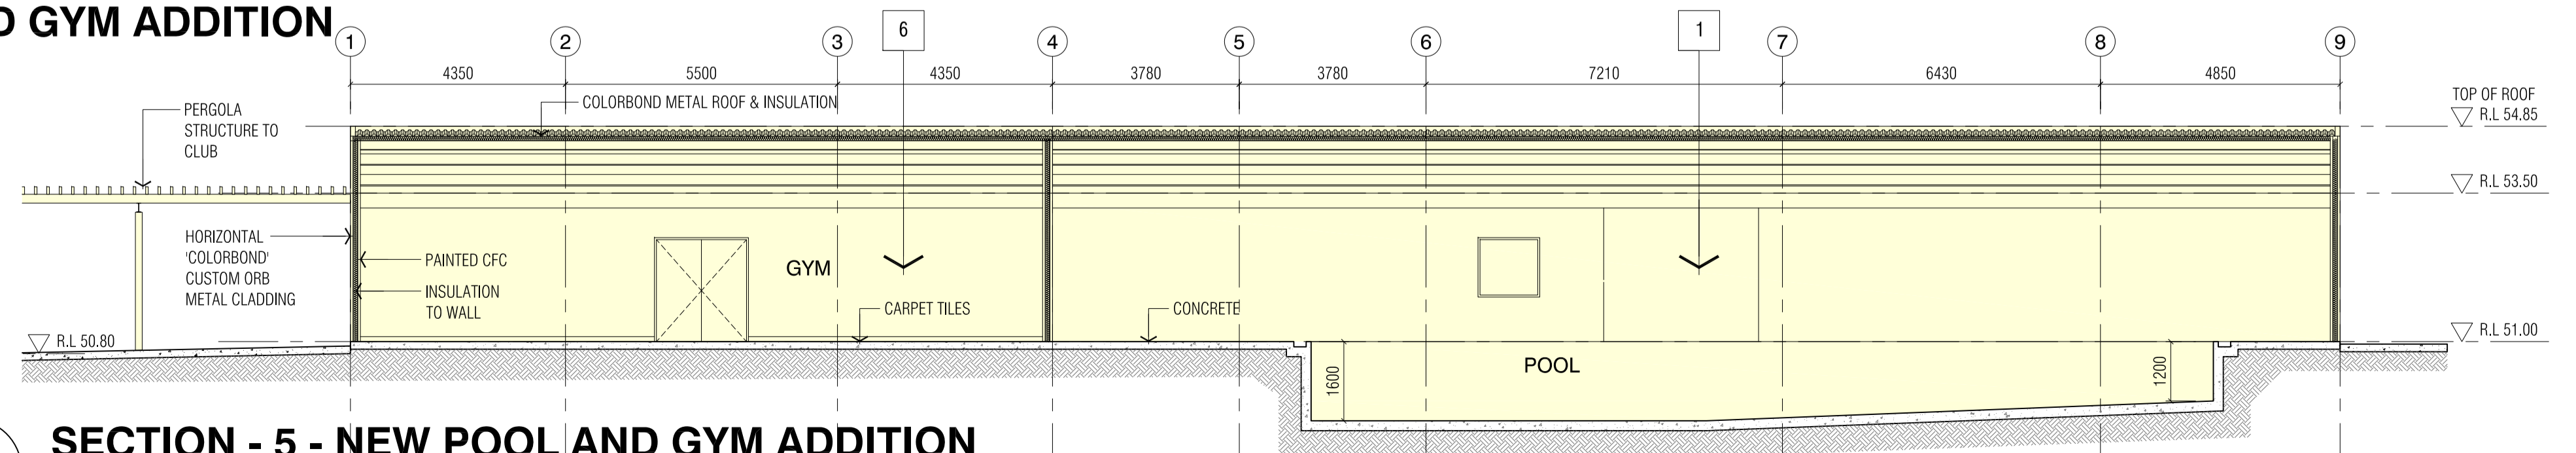 D GYM ADDITION
1
2
3
6
4
5
6
1
7
8
9
4350
5500
4350
3780
3780
7210
6430
4850
PERGOLA
STRUCTURE TO
CLUB
COLORBOND METAL ROOF & INSULATION
TOP OF ROOF
R.L 54.85
R.L 53.50
HORIZONTAL
'COLORBOND'
CUSTOM ORB
METAL CLADDING
PAINTED CFC
INSULATION
TO WALL
GYM
CARPET TILES
CONCRETE
R.L 50.80
R.L 51.00
POOL
1600
1200
SECTION - 5 - NEW POOL AND GYM ADDITION